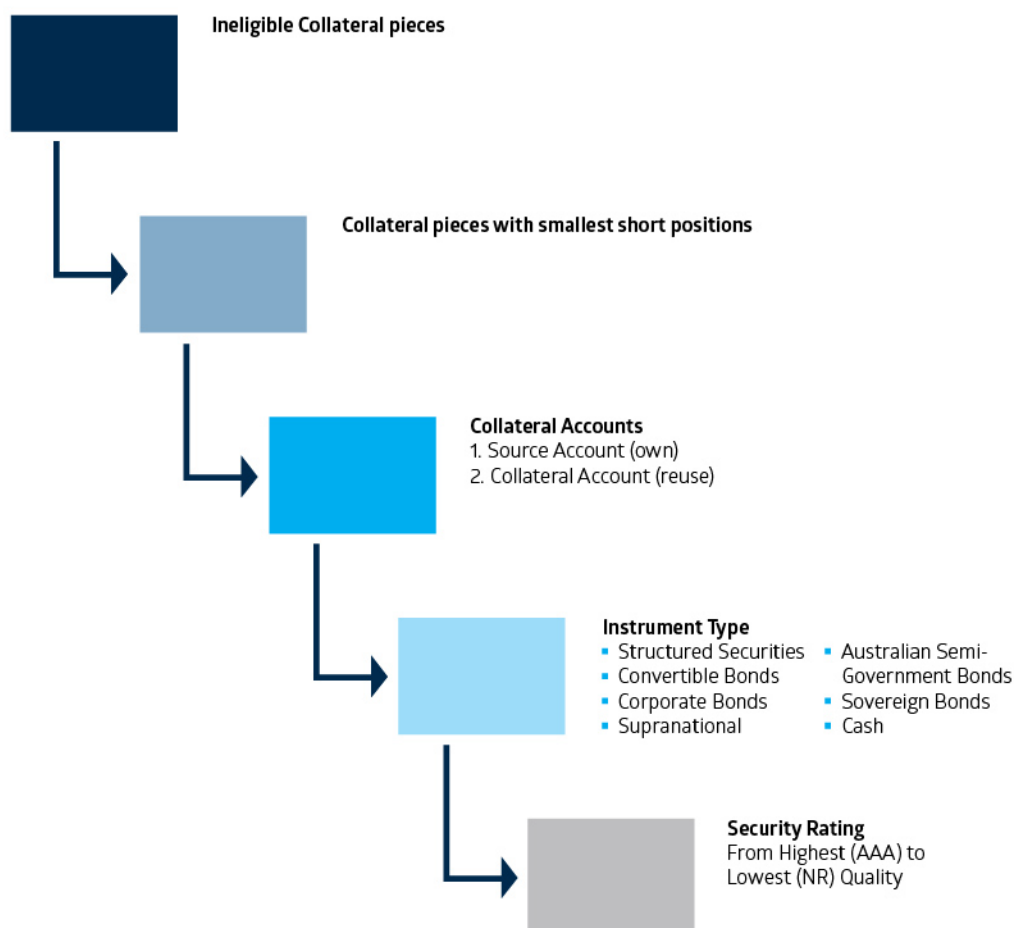 Ineligible Collateral pieces
Collateral pieces with smallest short positions
Collateral Accounts
1. Source Account (own)
2. Collateral Account (reuse)
Instrument Type
▪ Structured Securities
▪ Convertible Bonds
▪ Corporate Bonds
▪ Supranational
▪ Australian Semi-
Government Bonds
▪ Sovereign Bonds
▪ Cash
Security Rating
From Highest (AAA) to
Lowest (NR) Quality